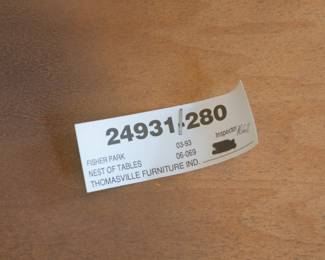 24931-280
FISHER PARK 03-93 Inspector
NEST OF TABLES 06-069
THOMASVILLE FURNITURE IND.